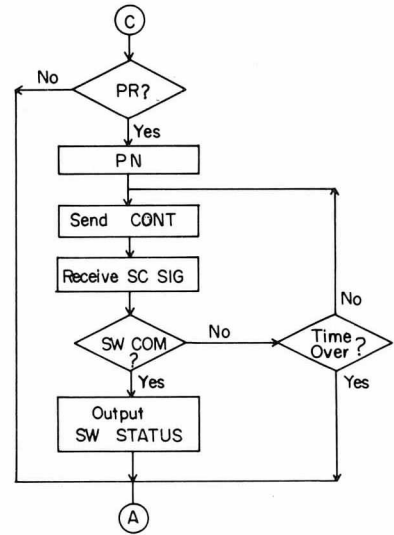 C
No
PR?
Yes
PN
Send CONT
Receive SC SIG
No
SW COM
?
No
Time
Over?
Yes
Yes
Output
SW STATUS
A